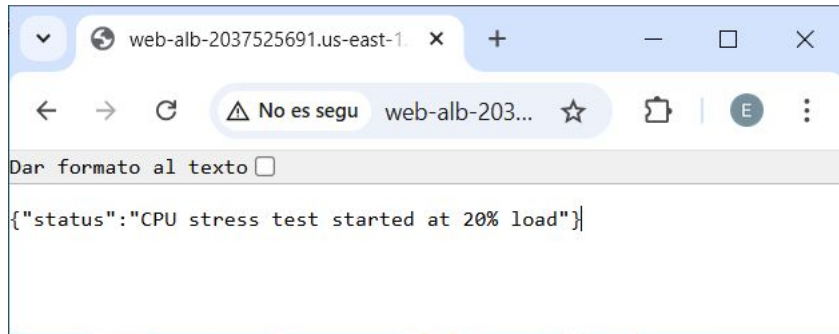 web-alb-2037525691.us-east-1.
No es segu web-alb-203... E
Dar formato al texto
{"status":"CPU stress test started at 20% load"}